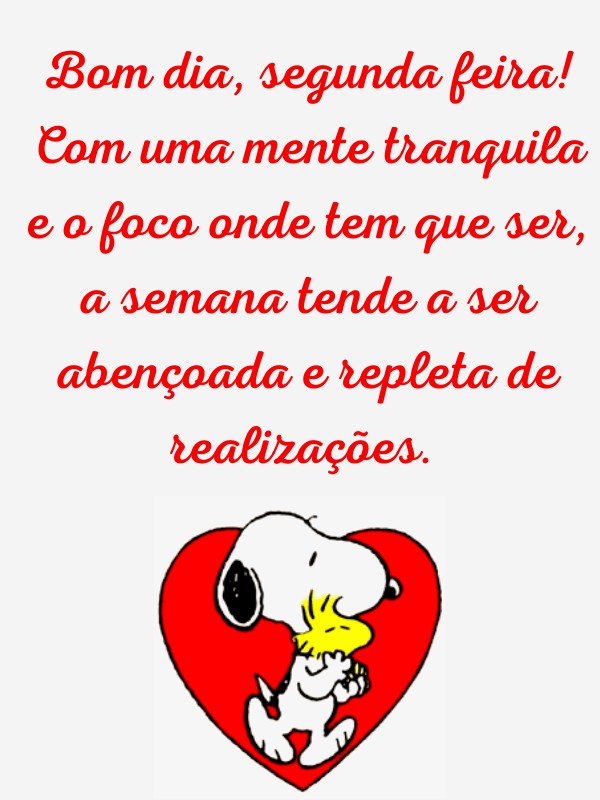 Bom dia, segunda feira!
Com uma mente tranquila
e o foco onde tem que ser,
a semana tende a ser
abençoada e repleta de
realizações.